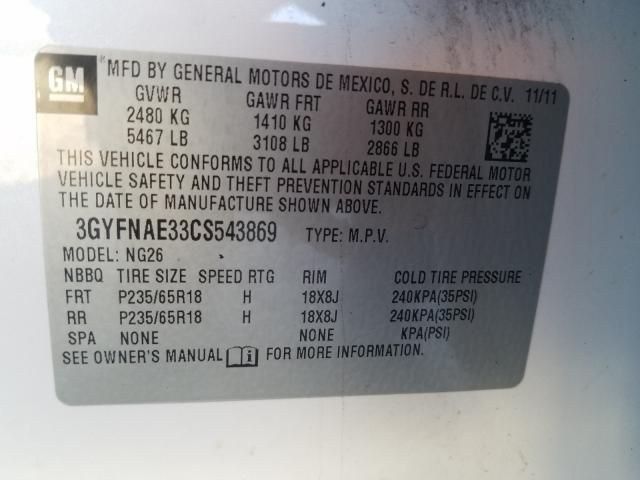 GM
MFD BY GENERAL MOTORS DE MEXICO, S. DE R.L. DE C.V. 11/11
GVWR GAWR FRT GAWR RR
2480 KG 1410 KG 1300 KG
5467 LB 3108 LB 2866 LB
THIS VEHICLE CONFORMS TO ALL APPLICABLE U.S. FEDERAL MOTOR
VEHICLE SAFETY AND THEFT PREVENTION STANDARDS IN EFFECT ON
THE DATE OF MANUFACTURE SHOWN ABOVE.
3GYFNAE33CS543869 TYPE: M.P.V.
MODEL: NG26
NBBQ TIRE SIZE SPEED RTG RIM COLD TIRE PRESSURE
FRT P235/65R18 H 18X8J 240KPA(35PSI)
RR P235/65R18 H 18X8J 240KPA(35PSI)
SPA NONE NONE KPA(PSI)
SEE OWNER'S MANUAL FOR MORE INFORMATION.